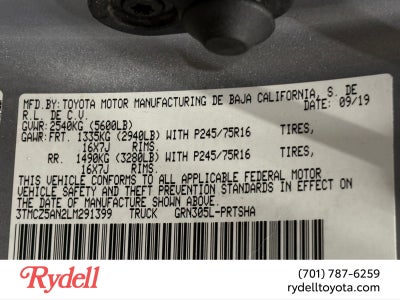 MFD.BY:TOYOTA MOTOR MANUFACTURING DE BAJA CALIFORNIA, S. DE
R.L. DE C.V. DATE: 09/19
GVWR:2540KG (5600LB)
GAWR:FRT. 1335KG (2940LB) WITH P245/75R16 TIRES,
16X7J RIMS.
RR. 1490KG (3280LB) WITH P245/75R16 TIRES,
16X7J RIMS.
THIS VEHICLE CONFORMS TO ALL APPLICABLE FEDERAL MOTOR
VEHICLE SAFETY AND THEFT PREVENTION STANDARDS IN EFFECT ON
THE DATE OF MANUFACTURE SHOWN ABOVE.
3TMCZ5AN2LM291399 TRUCK GRN305L-PRTSHA
Rydell
(701) 787-6259
rydelltoyota.com